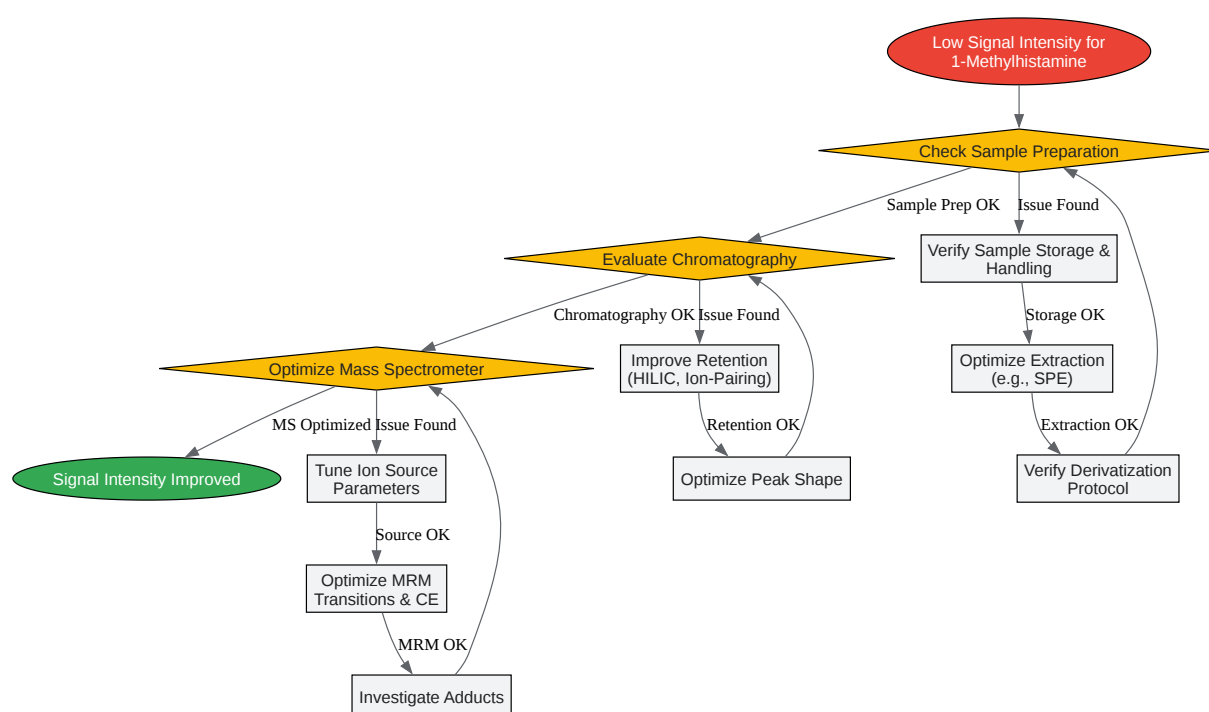 Low Signal Intensity for
1-Methylhistamine
Check Sample Preparation
Sample Prep OK
Issue Found
Evaluate Chromatography
Verify Sample Storage &
Handling
Chromatography OK
Issue Found
Storage OK
Optimize Mass Spectrometer
Improve Retention
(HILIC, Ion-Pairing)
Optimize Extraction
(e.g., SPE)
MS Optimized
Issue Found
Retention OK
Extraction OK
Signal Intensity Improved
Tune Ion Source
Parameters
Optimize Peak Shape
Verify Derivatization
Protocol
Source OK
Optimize MRM
Transitions & CE
MRM OK
Investigate Adducts